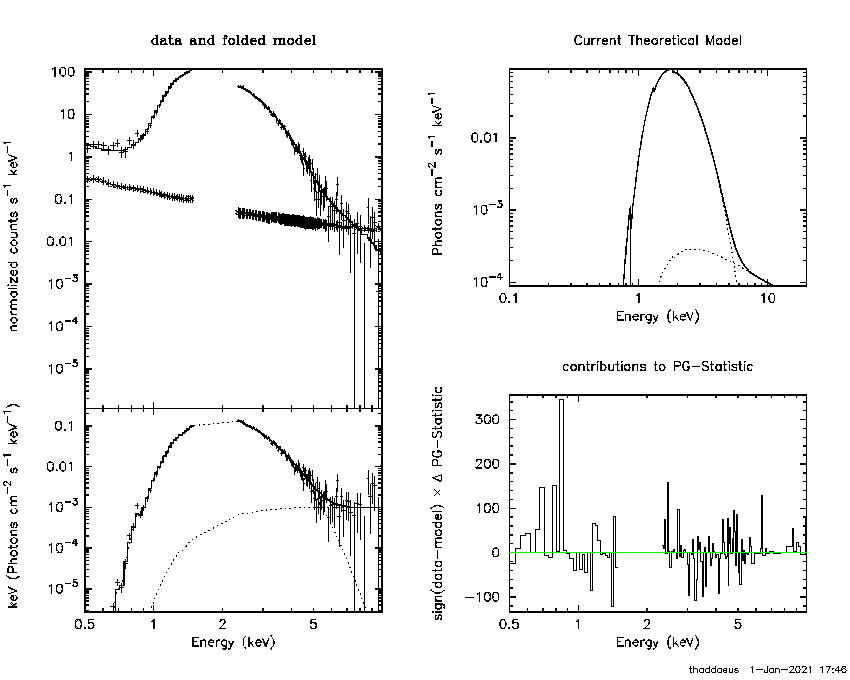 data and folded model
normalized counts s⁻¹ keV⁻¹
100
10
1
0.1
0.01
10⁻³
10⁻⁴
10⁻⁵
keV (Photons cm⁻² s⁻¹ keV⁻¹)
0.1
0.01
10⁻³
10⁻⁴
10⁻⁵
0.5 1 2 5
Energy (keV)
Current Theoretical Model
Photons cm⁻² s⁻¹ keV⁻¹
0.01
10⁻³
10⁻⁴
0.1 1 10
Energy (keV)
contributions to PG-Statistic
sign(data-model) × Δ PG-Statistic
300
200
100
0
-100
0.5 1 2 5
Energy (keV)
thaddaeus 1-Jan-2021 17:46